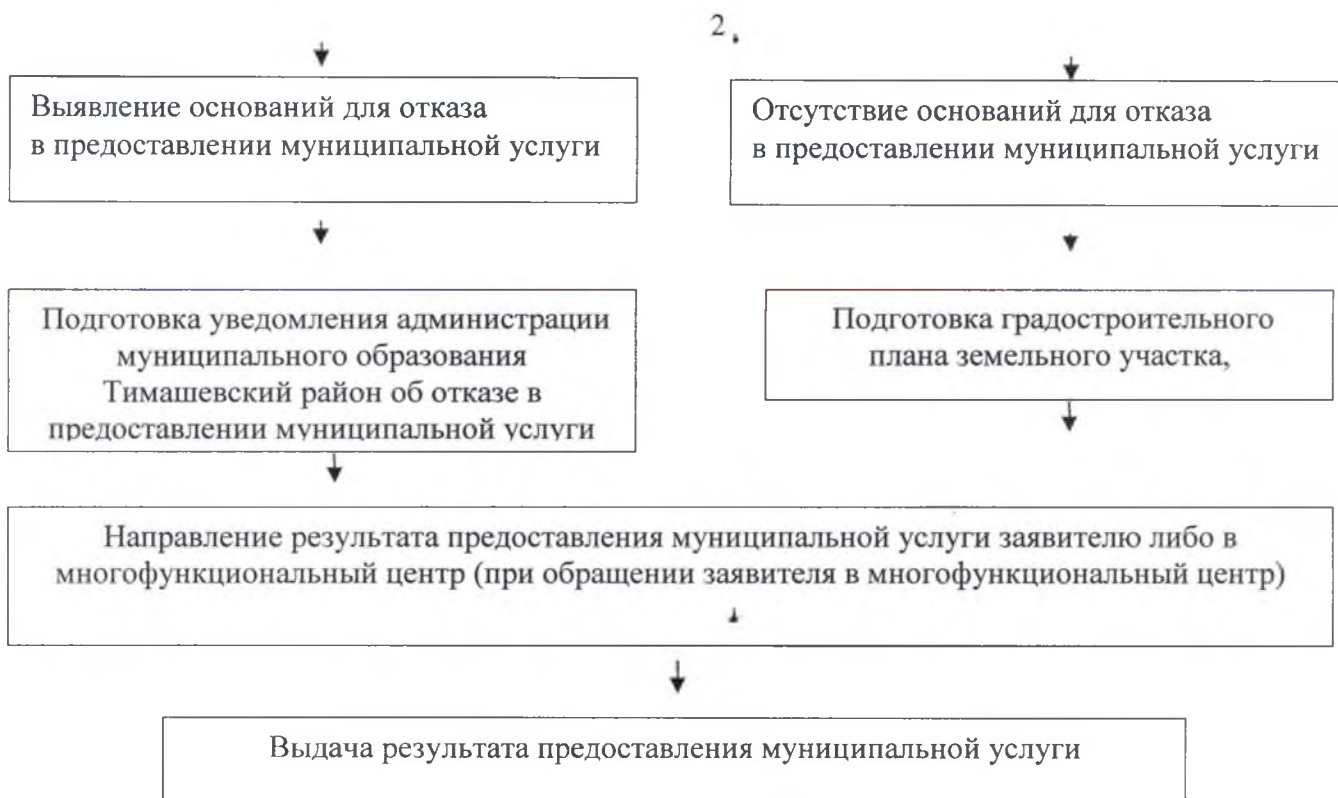 2.
Выявление оснований для отказа
в предоставлении муниципальной услуги
Отсутствие оснований для отказа
в предоставлении муниципальной услуги
Подготовка уведомления администрации
муниципального образования
Тимашевский район об отказе в
предоставлении муниципальной услуги
Подготовка градостроительного
плана земельного участка,
Направление результата предоставления муниципальной услуги заявителю либо в
многофункциональный центр (при обращении заявителя в многофункциональный центр)
Выдача результата предоставления муниципальной услуги